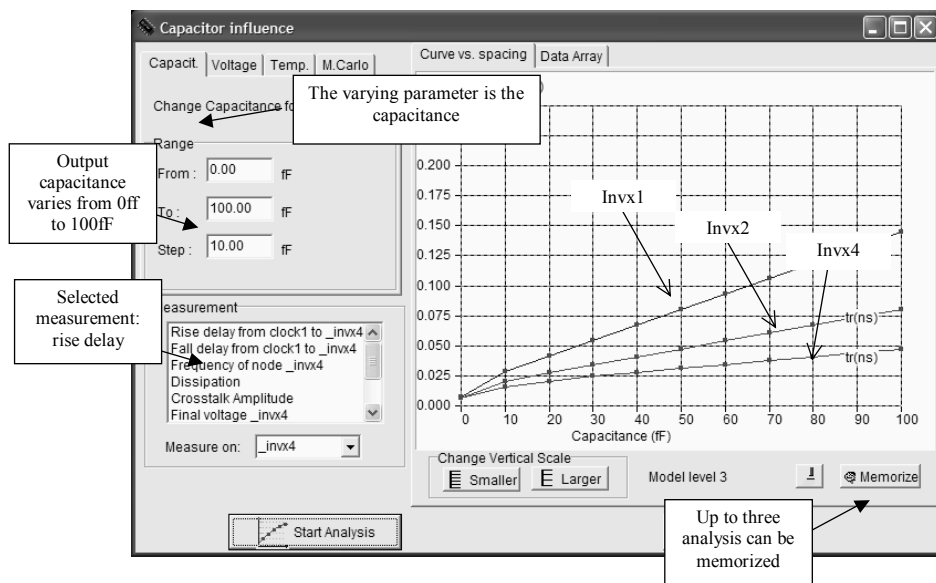 Capacitor influence
Capacit. Voltage Temp. M.Carlo
Change Capacitance fo
The varying parameter is the
capacitance
Range
From : 0.00 fF
To : 100.00 fF
Step : 10.00 fF
Output
capacitance
varies from 0ff
to 100fF
Selected
measurement:
rise delay
easurement
Rise delay from clock1 to _invx4
Fall delay from clock1 to _invx4
Frequency of node _invx4
Dissipation
Crosstalk Amplitude
Final voltage _invx4
Measure on: _invx4
Start Analysis
Curve vs. spacing Data Array
0.200
0.175
0.150
0.125
0.100
0.075
0.050
0.025
0.000
Invx1
Invx2
Invx4
tr(ns)
tr(ns)
0 10 20 30 40 50 60 70 80 90 100
Capacitance (fF)
Change Vertical Scale
Smaller Larger
Model level 3
Memorize
Up to three
analysis can be
memorized